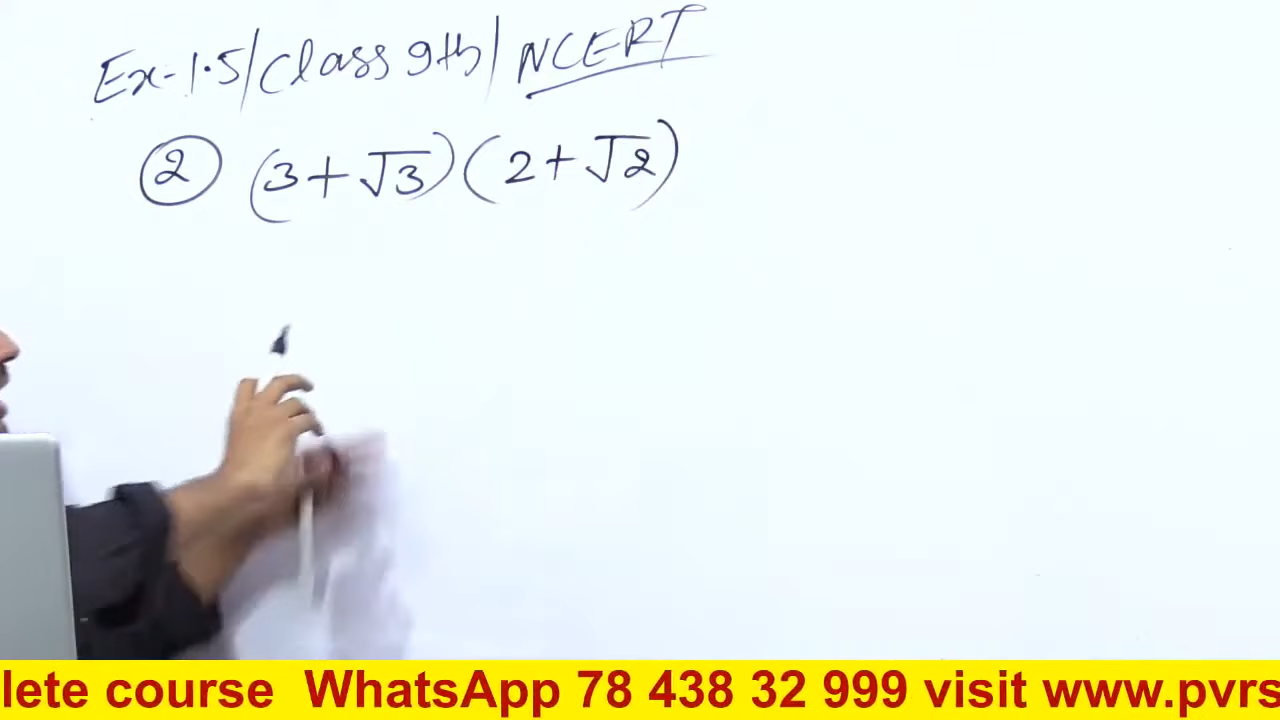 Ex-1.5/Class 9th/NCERT
② (3+√3)(2+√2)
lete course WhatsApp 78 438 32 999 visit www.pvrs